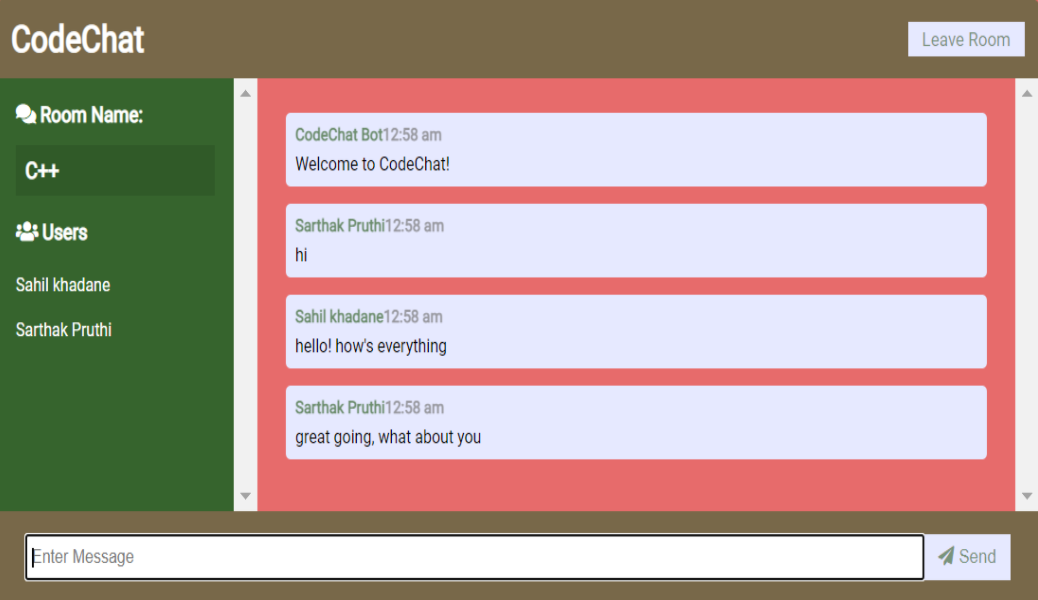 CodeChat
Leave Room
Room Name:
C++
Users
Sahil khadane
Sarthak Pruthi
CodeChat Bot12:58 am
Welcome to CodeChat!
Sarthak Pruthi12:58 am
hi
Sahil khadane12:58 am
hello! how's everything
Sarthak Pruthi12:58 am
great going, what about you
Enter Message
Send